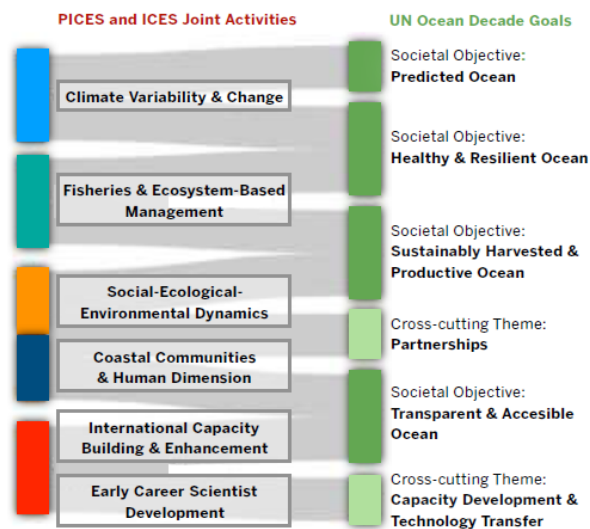 PICES and ICES Joint Activities
UN Ocean Decade Goals
Climate Variability & Change
Fisheries & Ecosystem-Based
Management
Social-Ecological-
Environmental Dynamics
Coastal Communities
& Human Dimension
International Capacity
Building & Enhancement
Early Career Scientist
Development
Societal Objective:
Predicted Ocean
Societal Objective:
Healthy & Resilient Ocean
Societal Objective:
Sustainably Harvested &
Productive Ocean
Cross-cutting Theme:
Partnerships
Societal Objective:
Transparent & Accesible
Ocean
Cross-cutting Theme:
Capacity Development &
Technology Transfer